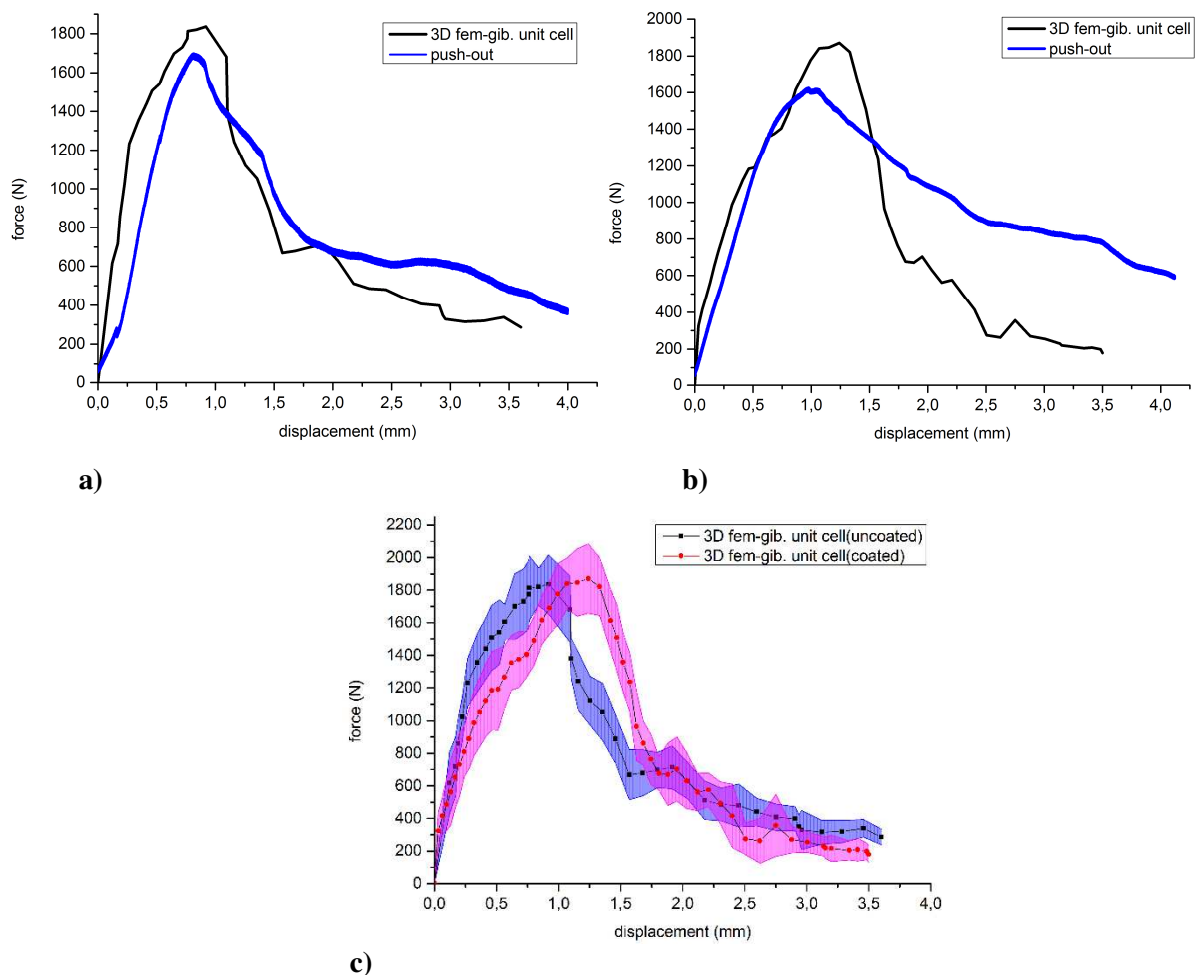 3D fem-gib. unit cell
push-out
1800
1600
1400
1200
1000
800
600
400
200
0
force (N)
0,0 0,5 1,0 1,5 2,0 2,5 3,0 3,5 4,0
displacement (mm)
a)
3D fem-gib. unit cell
push-out
2000
1800
1600
1400
1200
1000
800
600
400
200
0
force (N)
0,0 0,5 1,0 1,5 2,0 2,5 3,0 3,5 4,0
displacement (mm)
b)
3D fem-gib. unit cell(uncoated)
3D fem-gib. unit cell(coated)
2200
2000
1800
1600
1400
1200
1000
800
600
400
200
0
force (N)
0,0 0,5 1,0 1,5 2,0 2,5 3,0 3,5 4,0
displacement (mm)
c)